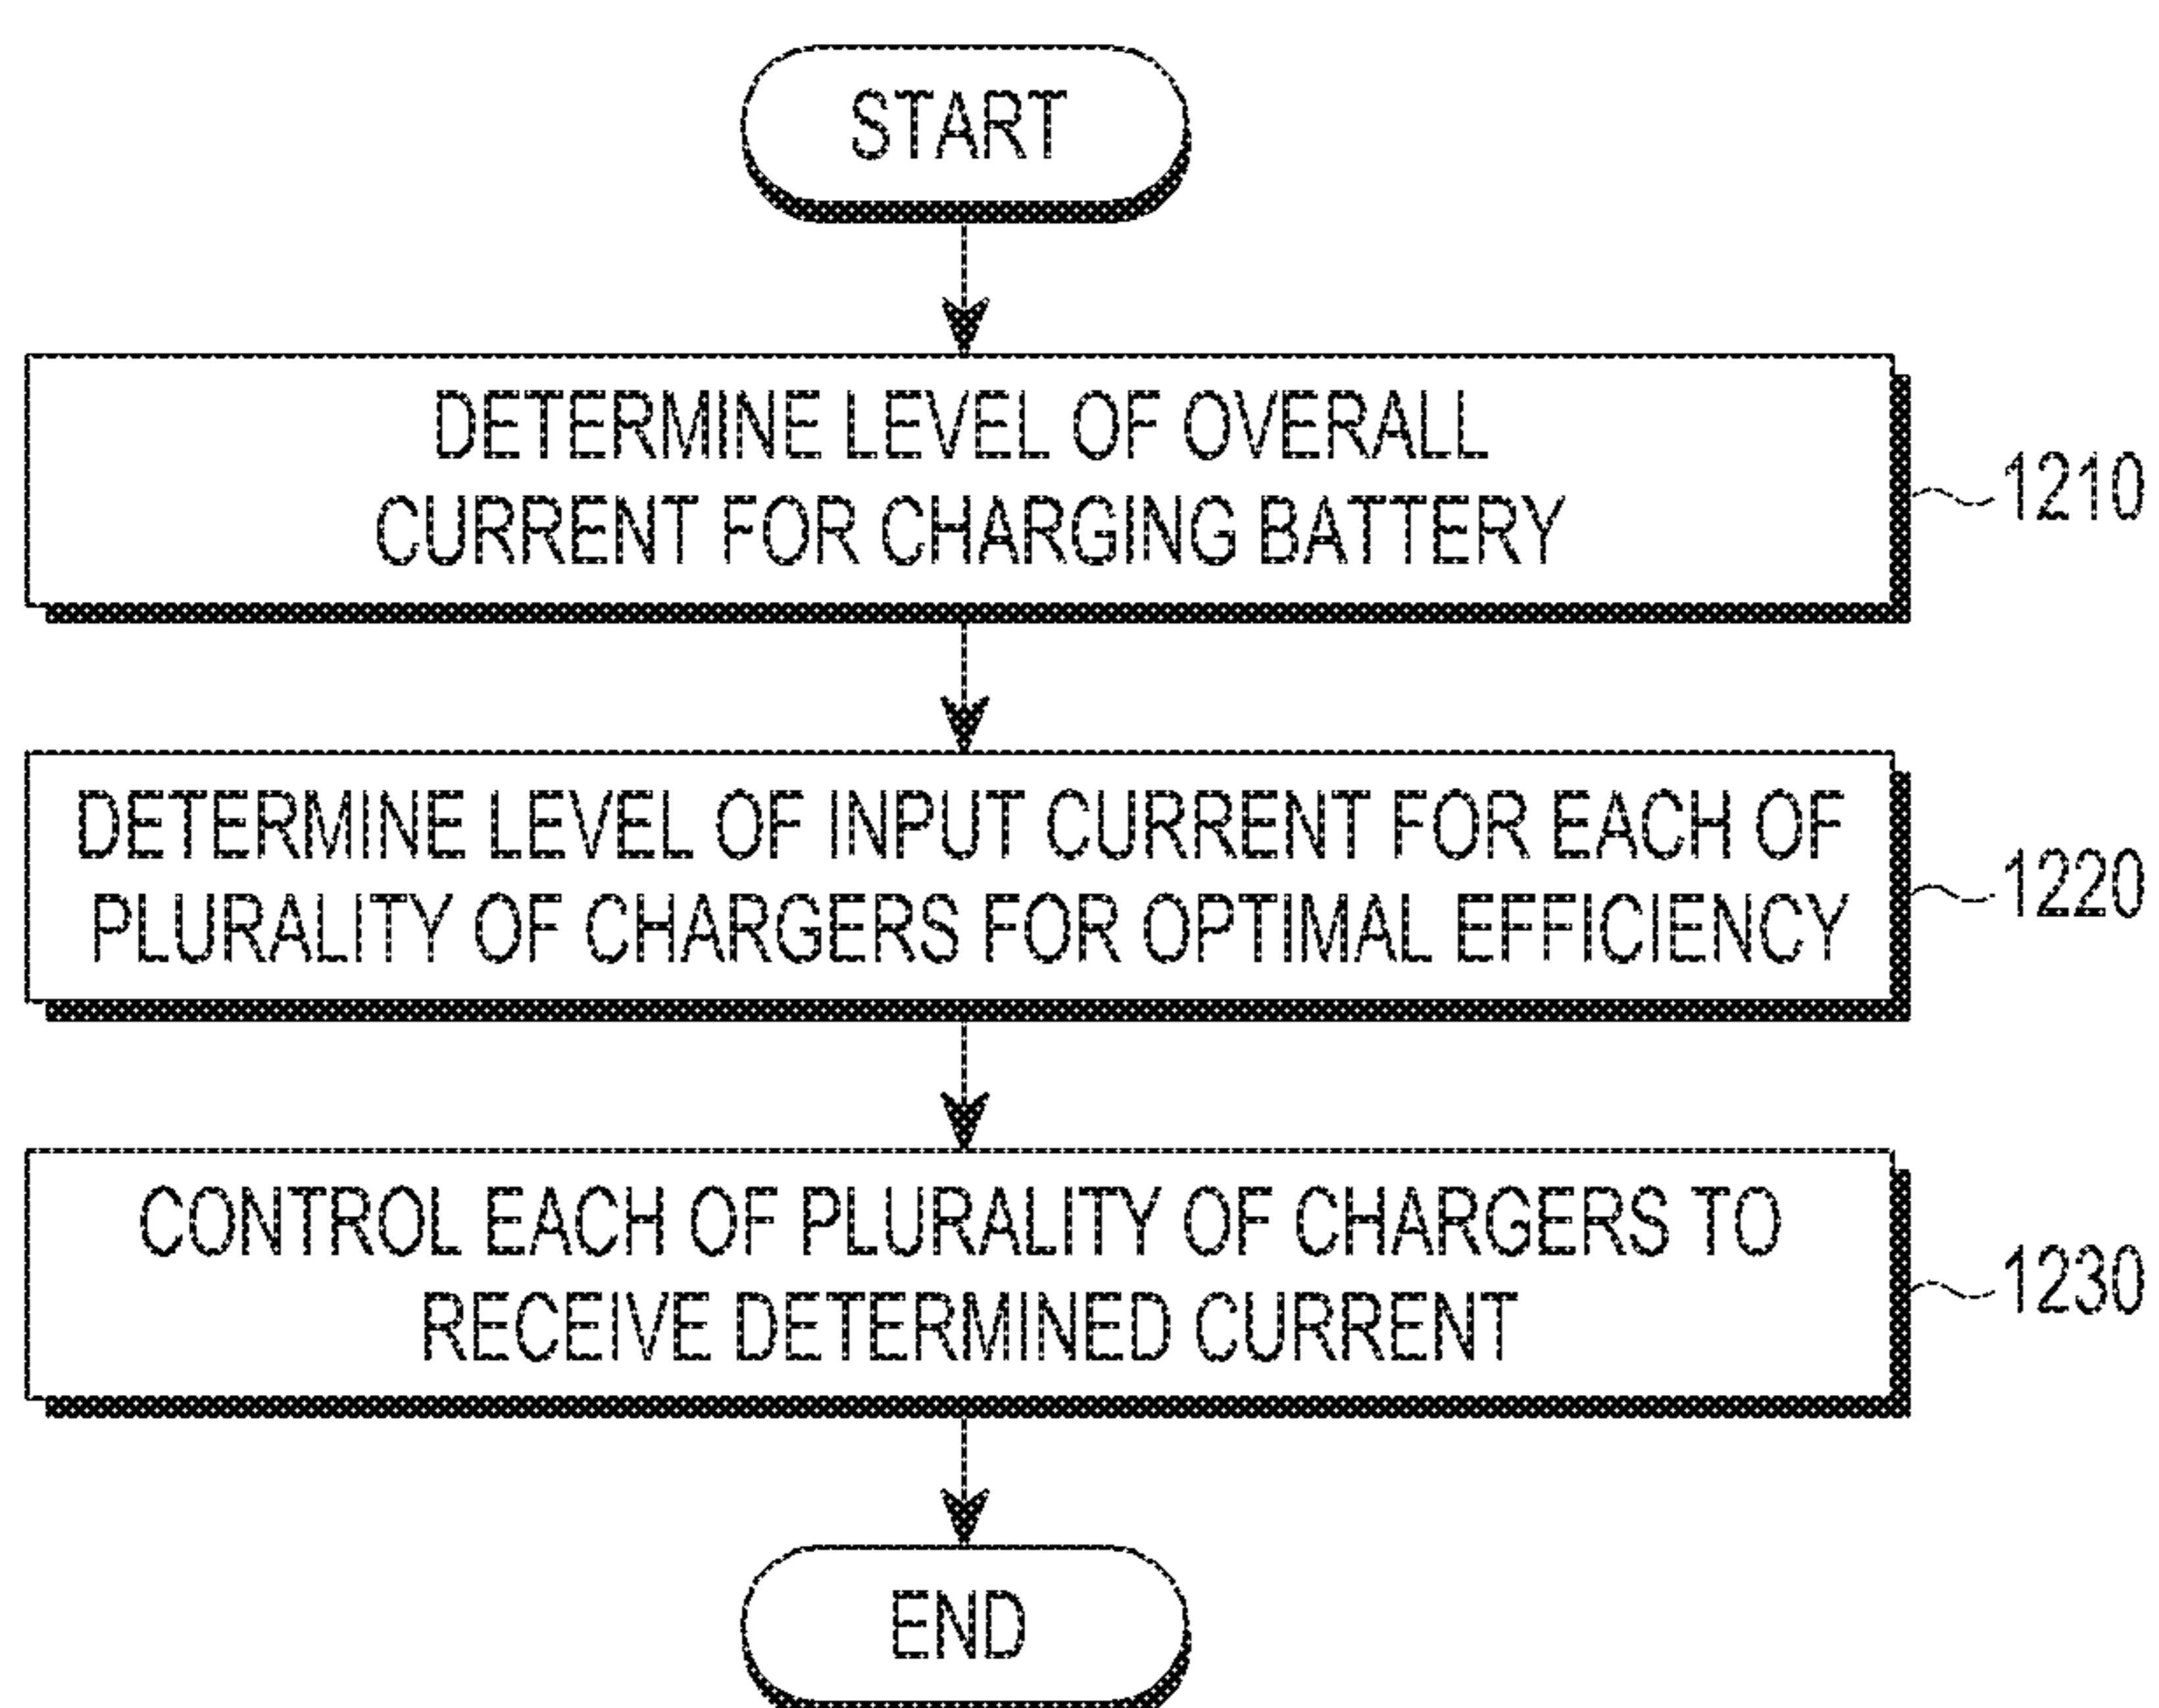 START
DETERMINE LEVEL OF OVERALL
CURRENT FOR CHARGING BATTERY
1210
DETERMINE LEVEL OF INPUT CURRENT FOR EACH OF
PLURALITY OF CHARGERS FOR OPTIMAL EFFICIENCY
1220
CONTROL EACH OF PLURALITY OF CHARGERS TO
RECEIVE DETERMINED CURRENT
1230
END